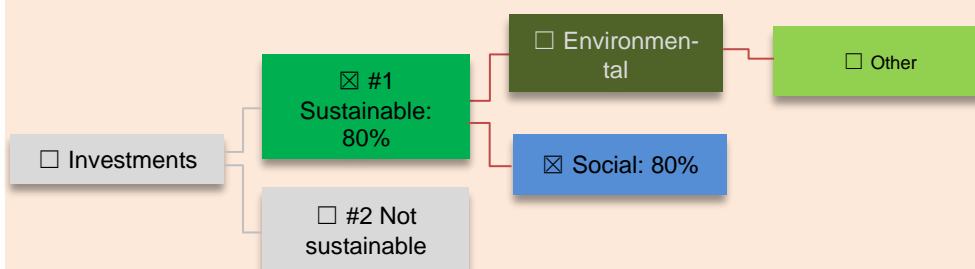 ☐ Investments
☒ #1
Sustainable:
80%
☐ #2 Not
sustainable
☐ Environmen-
tal
☒ Social: 80%
☐ Other